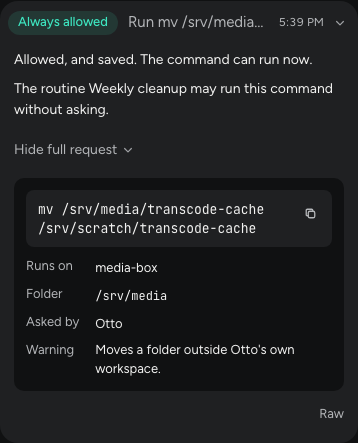 Always allowed Run mv /srv/media... 5:39 PM
Allowed, and saved. The command can run now.
The routine Weekly cleanup may run this command
without asking.
Hide full request
mv /srv/media/transcode-cache
/srv/scratch/transcode-cache
Runs on media-box
Folder /srv/media
Asked by Otto
Warning Moves a folder outside Otto's own
workspace.
Raw